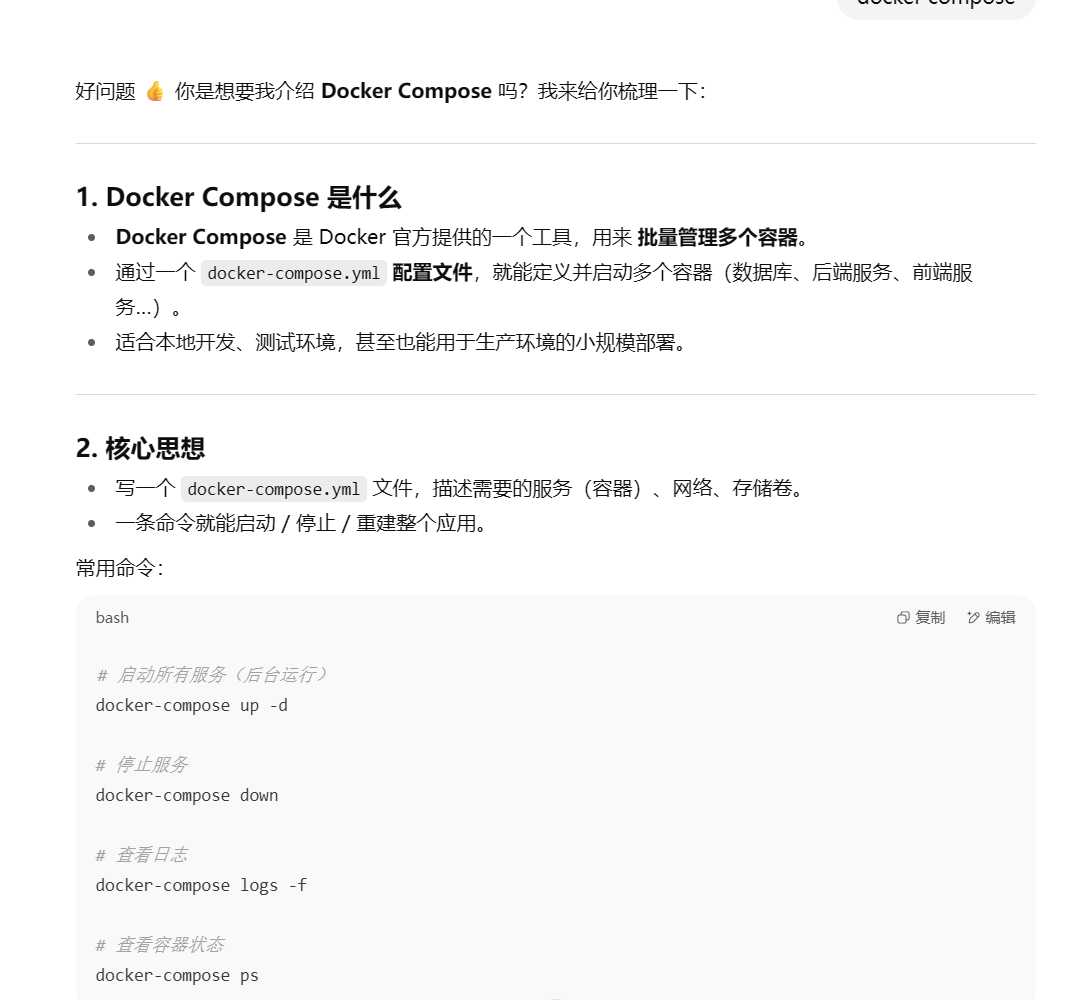 docker-compose
好问题 👍 你是想要我介绍 Docker Compose 吗？我来给你梳理一下：
1. Docker Compose 是什么
• Docker Compose 是 Docker 官方提供的一个工具，用来 批量管理多个容器。
• 通过一个 docker-compose.yml 配置文件，就能定义并启动多个容器（数据库、后端服务、前端服
务…）。
• 适合本地开发、测试环境，甚至也能用于生产环境的小规模部署。
2. 核心思想
• 写一个 docker-compose.yml 文件，描述需要的服务（容器）、网络、存储卷。
• 一条命令就能启动 / 停止 / 重建整个应用。
常用命令：
bash 复制 编辑
# 启动所有服务（后台运行）
docker-compose up -d
# 停止服务
docker-compose down
# 查看日志
docker-compose logs -f
# 查看容器状态
docker-compose ps